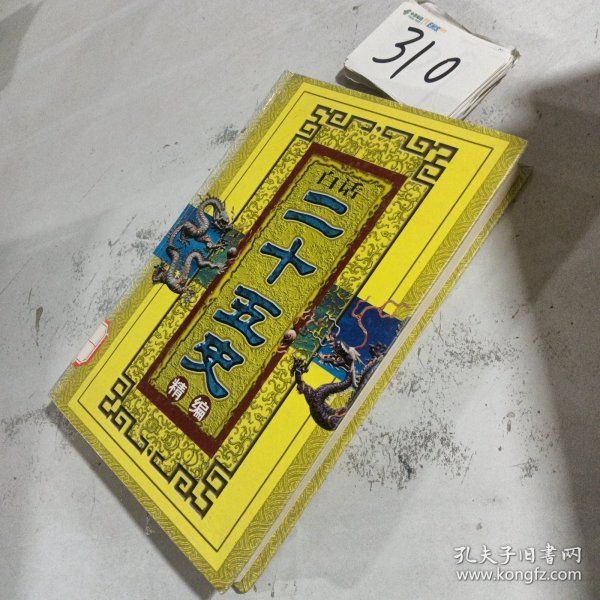 310
白话
二十五史
精编
孔夫子旧书网
www.kongfz.com